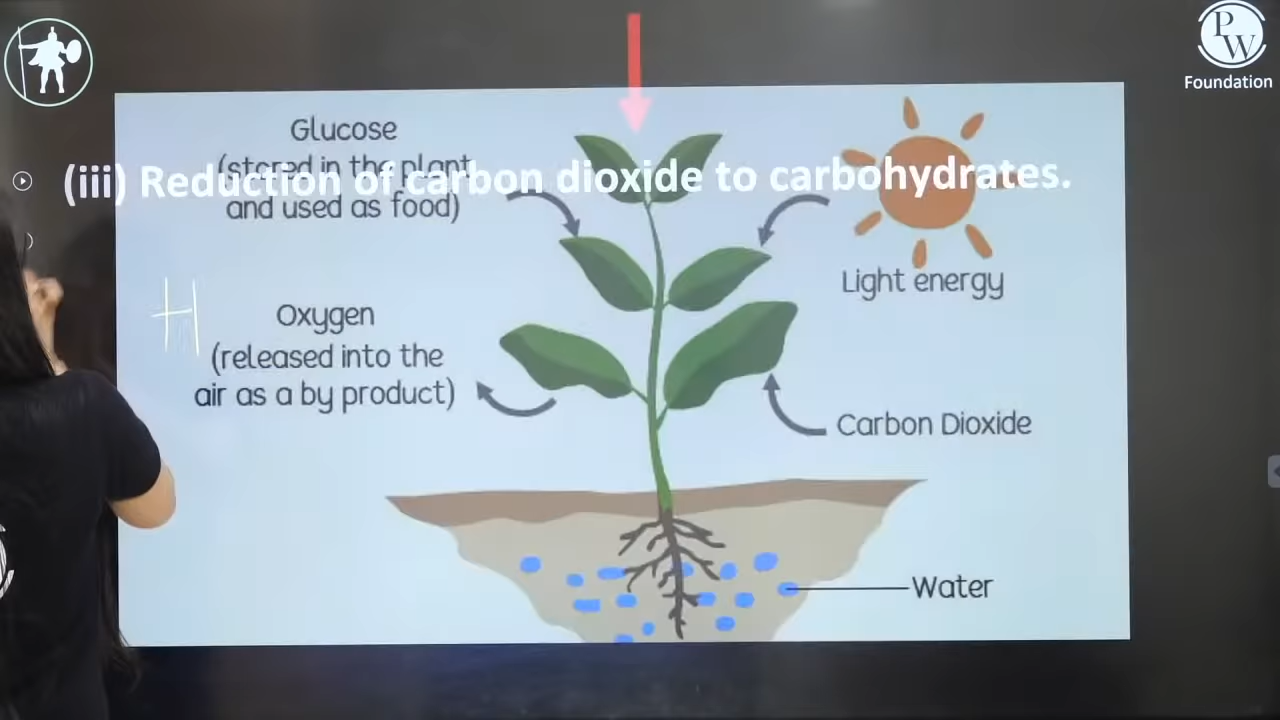 PW
Foundation
Glucose
(stored in the plant
(iii) Reduction of carbon dioxide to carbohydrates.
and used as food)
Light energy
H
Oxygen
(released into the
air as a by product)
Carbon Dioxide
Water